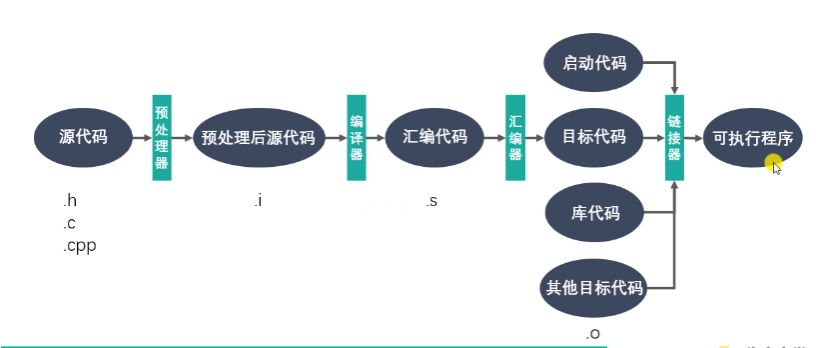 启动代码
源代码
预处理器
预处理后源代码
编译器
汇编代码
汇编器
目标代码
链接器
可执行程序
.h
.c
.cpp
.i
.s
库代码
其他目标代码
.o